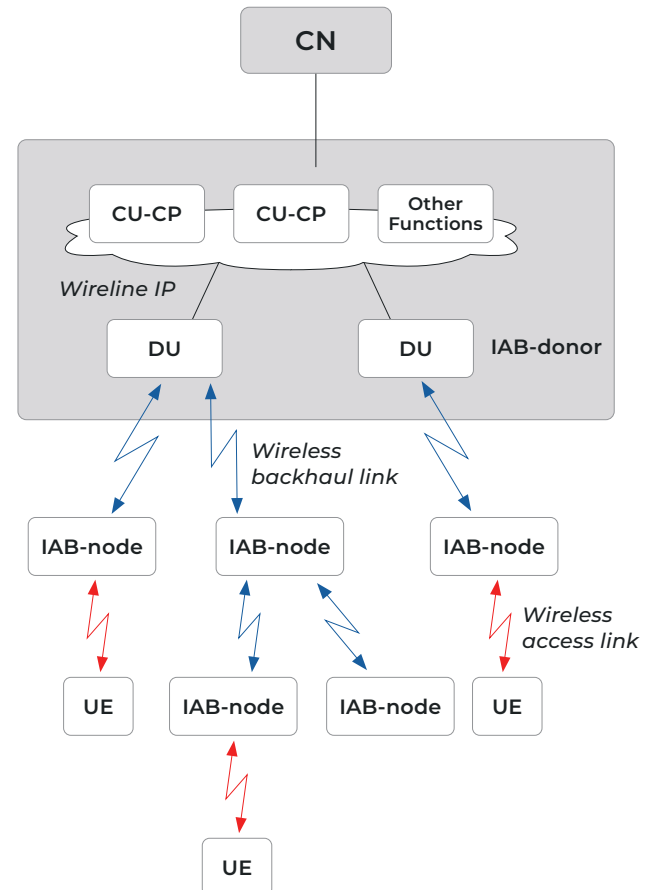 CN
CU-CP
CU-CP
Other
Functions
Wireline IP
DU
DU
IAB-donor
Wireless
backhaul link
IAB-node
IAB-node
IAB-node
Wireless
access link
UE
IAB-node
IAB-node
UE
UE